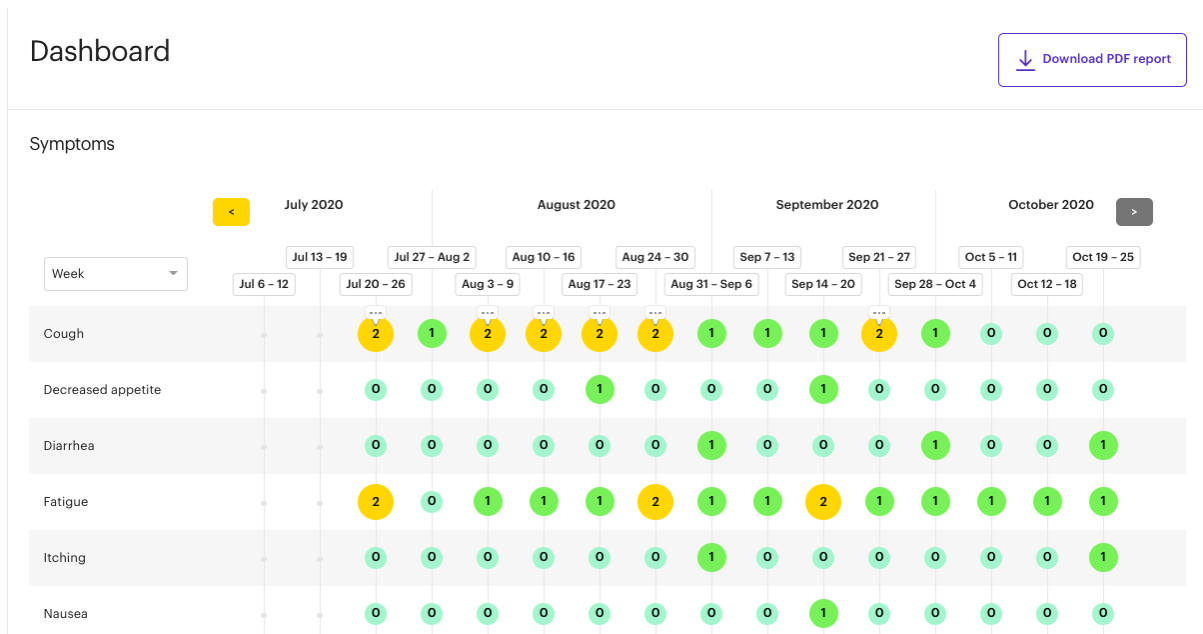 Dashboard
Download PDF report
Symptoms
< July 2020 August 2020 September 2020 October 2020 >
Jul 13 – 19 Jul 27 – Aug 2 Aug 10 – 16 Aug 24 – 30 Sep 7 – 13 Sep 21 – 27 Oct 5 – 11 Oct 19 – 25
Week
Jul 6 – 12 Jul 20 – 26 Aug 3 – 9 Aug 17 – 23 Aug 31 – Sep 6 Sep 14 – 20 Sep 28 – Oct 4 Oct 12 – 18
Cough 2 1 2 2 2 2 1 1 1 2 1 0 0 0
Decreased appetite 0 0 0 0 1 0 0 0 1 0 0 0 0 0
Diarrhea 0 0 0 0 0 0 1 0 0 0 1 0 0 1
Fatigue 2 0 1 1 1 2 1 1 2 1 1 1 1 1
Itching 0 0 0 0 0 0 1 0 0 0 0 0 0 1
Nausea 0 0 0 0 0 0 0 0 1 0 0 0 0 0